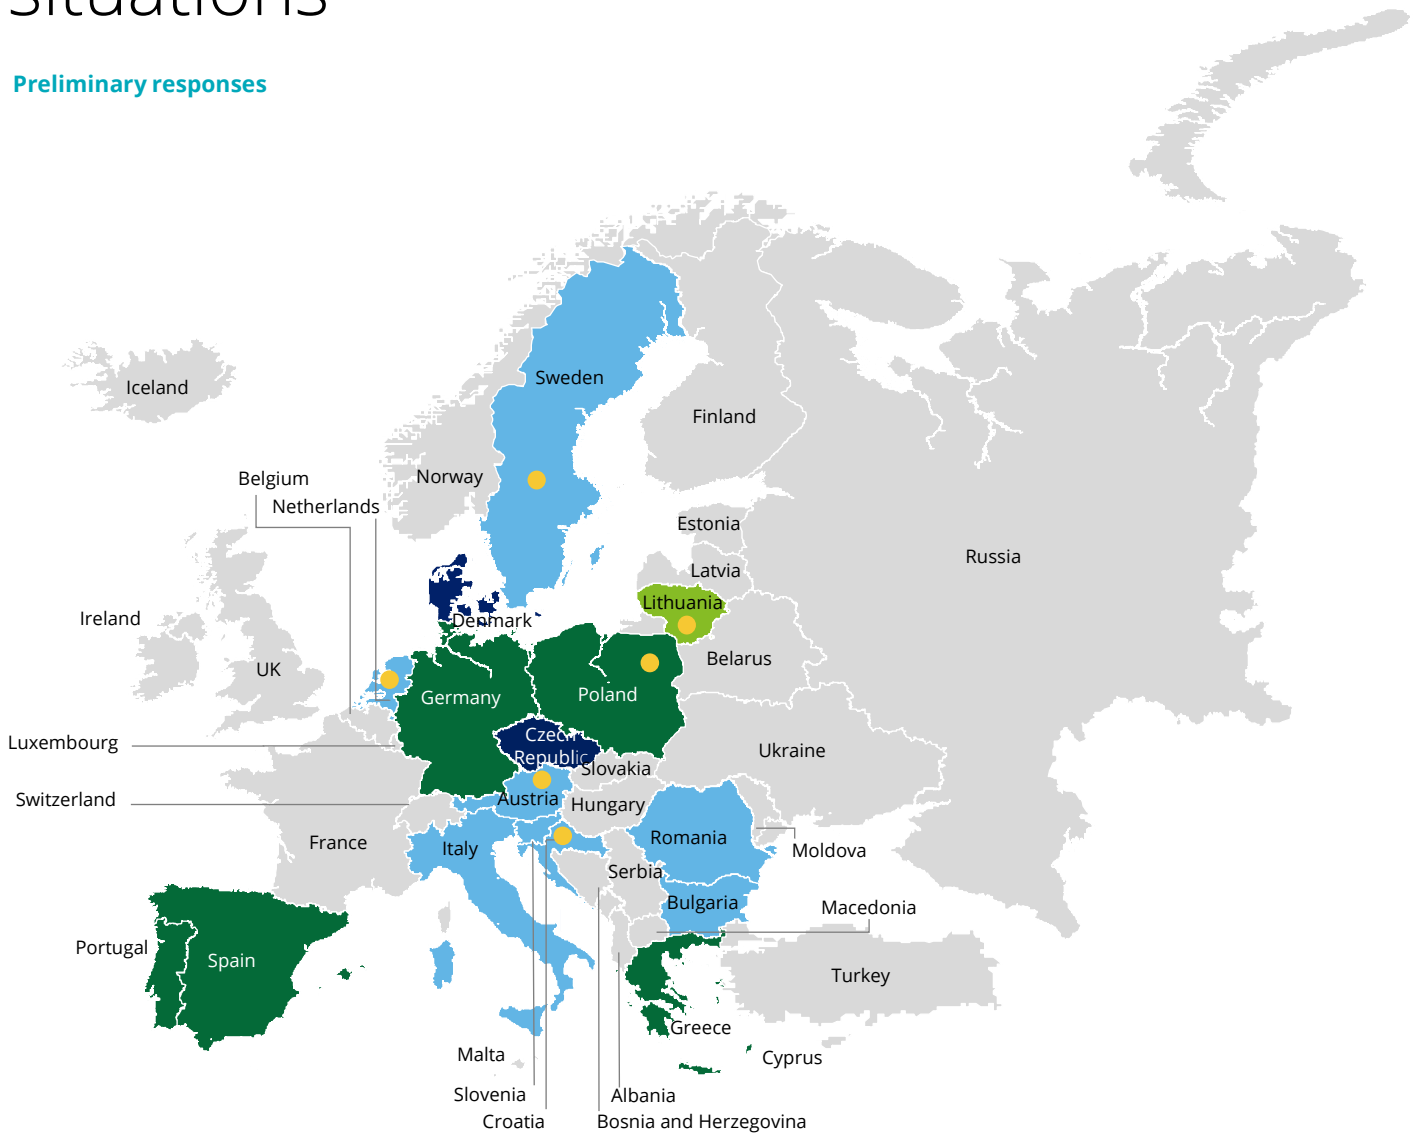 Situations
Preliminary responses
Iceland
Sweden
Finland
Norway
Belgium
Netherlands
Estonia
Russia
Latvia
Lithuania
Ireland
Denmark
UK
Belarus
Germany
Poland
Luxembourg
Czech
Republic
Ukraine
Slovakia
Switzerland
Austria
Hungary
France
Italy
Romania
Moldova
Serbia
Bulgaria
Macedonia
Portugal
Spain
Turkey
Greece
Malta
Cyprus
Slovenia
Albania
Croatia
Bosnia and Herzegovina